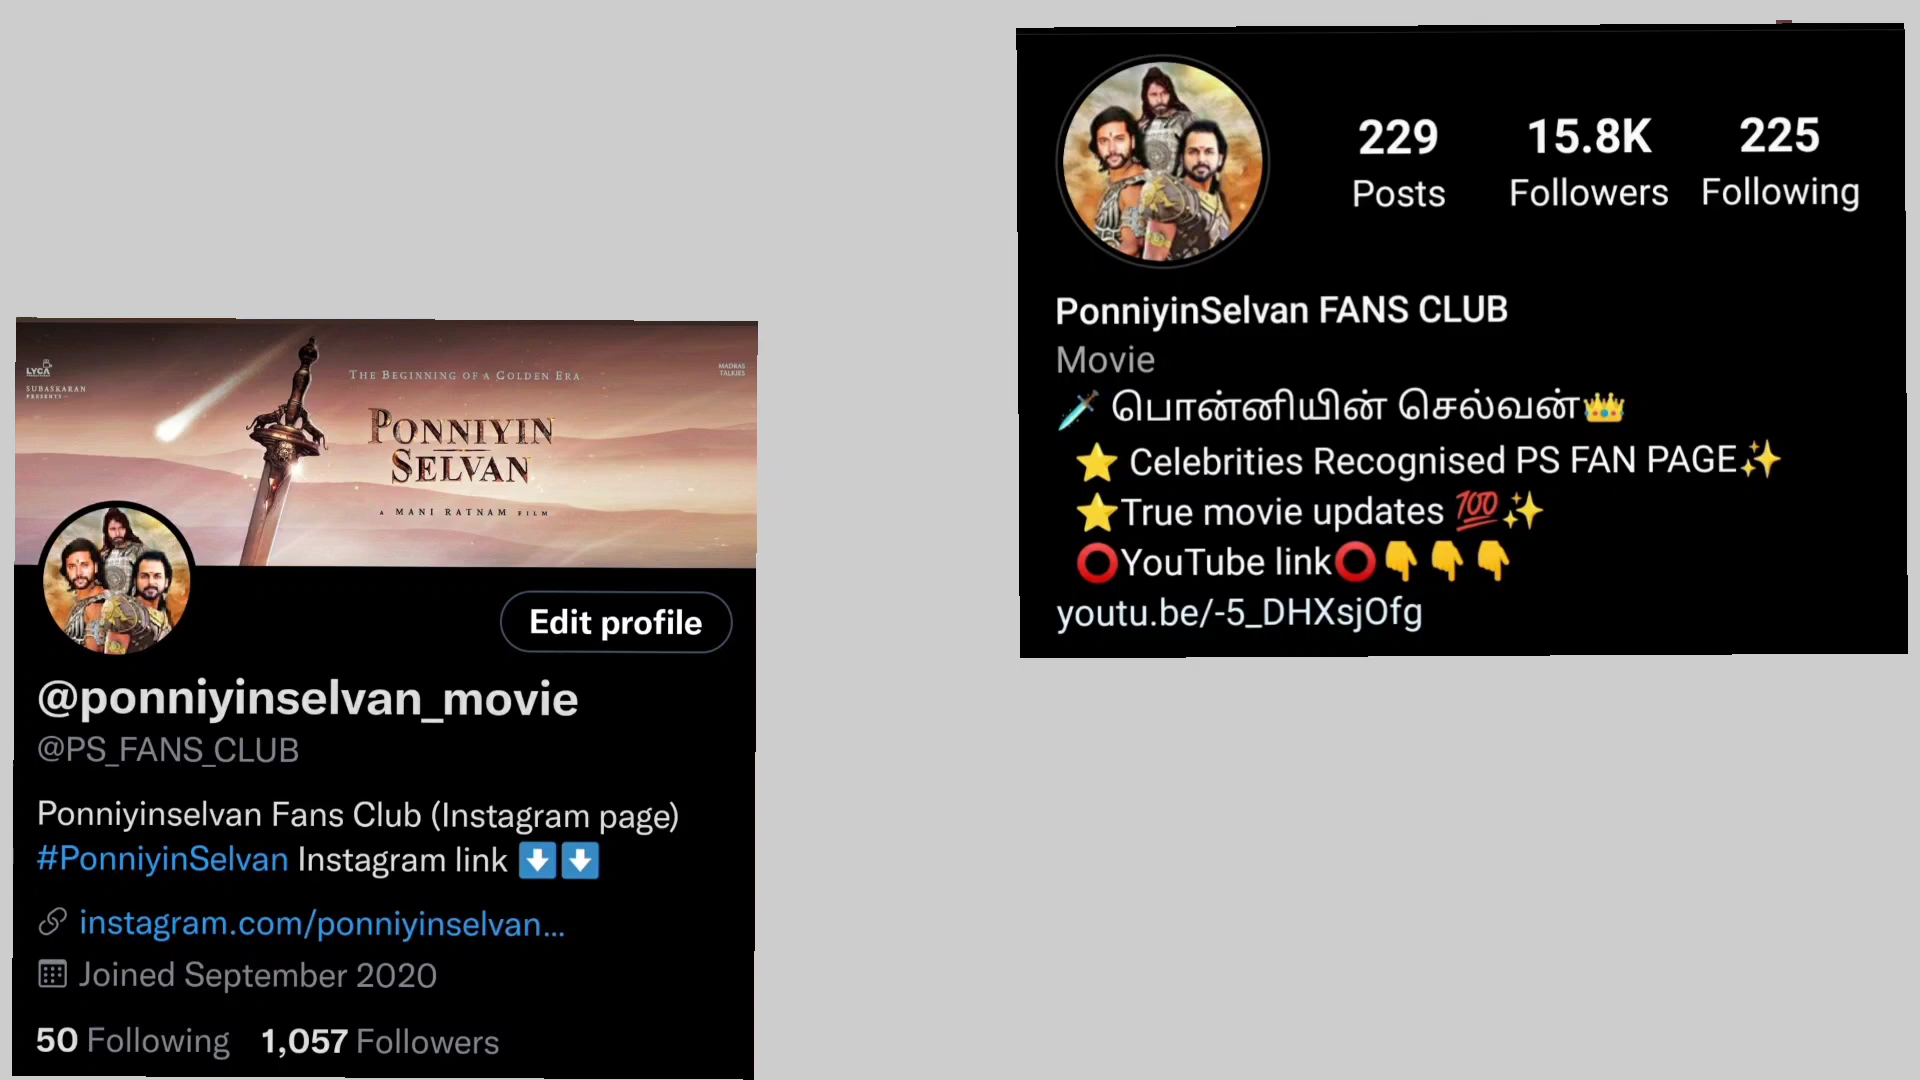 LYCA
SUBASKARAN
PRESENTS
THE BEGINNING OF A GOLDEN ERA
MADRAS
TALKIES
PONNIYIN
SELVAN
A MANI RATNAM FILM
Edit profile
@ponniyinselvan_movie
@PS_FANS_CLUB
Ponniyinselvan Fans Club (Instagram page)
#PonniyinSelvan Instagram link ⬇️⬇️
instagram.com/ponniyinselvan...
Joined September 2020
50 Following 1,057 Followers
229 15.8K 225
Posts Followers Following
PonniyinSelvan FANS CLUB
Movie
🗡️ பொன்னியின் செல்வன்👑
⭐ Celebrities Recognised PS FAN PAGE✨
⭐True movie updates 💯✨
⭕YouTube link⭕👇👇👇
youtu.be/-5_DHXsjOfg